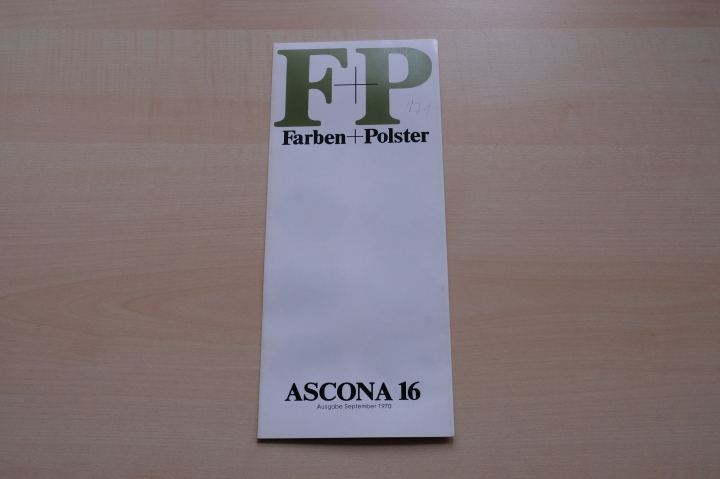 F+P
Farben+Polster
ASCONA 16
Ausgabe September 1970